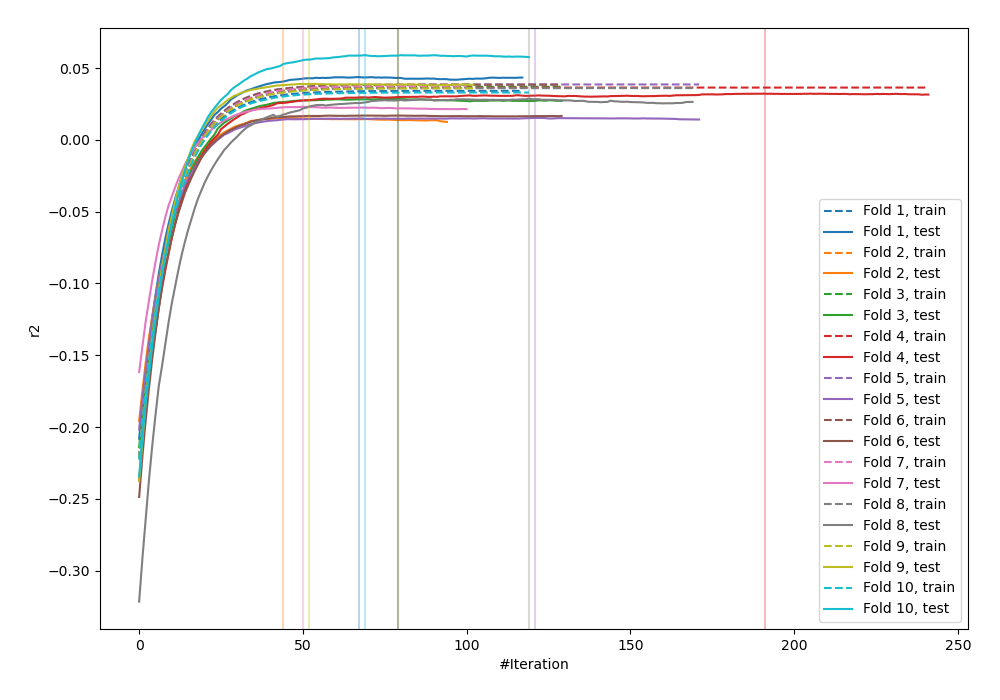 0.05
0.00
−0.05
−0.10
−0.15
−0.20
−0.25
−0.30
r2
0
50
100
150
200
250
#Iteration
Fold 1, train
Fold 1, test
Fold 2, train
Fold 2, test
Fold 3, train
Fold 3, test
Fold 4, train
Fold 4, test
Fold 5, train
Fold 5, test
Fold 6, train
Fold 6, test
Fold 7, train
Fold 7, test
Fold 8, train
Fold 8, test
Fold 9, train
Fold 9, test
Fold 10, train
Fold 10, test